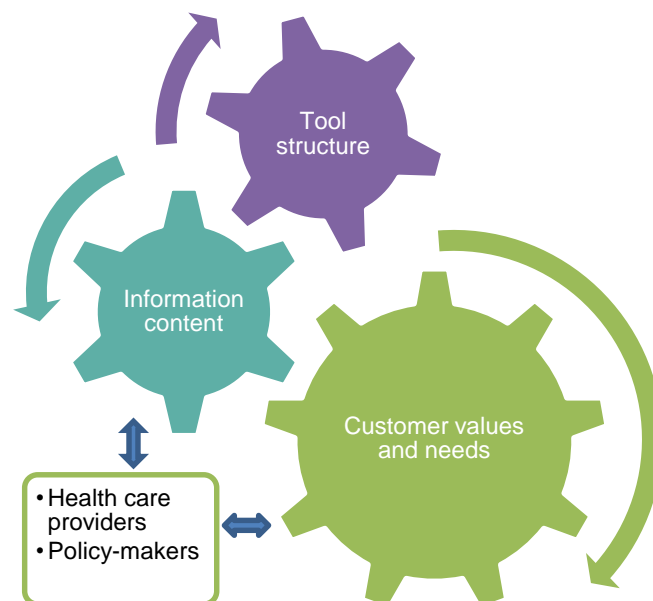 Tool
structure
Information
content
Customer values
and needs
• Health care
providers
• Policy-makers